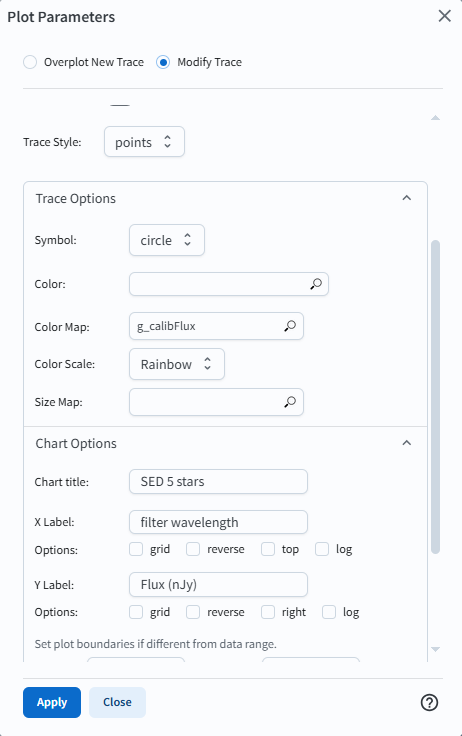 Plot Parameters
Overplot New Trace Modify Trace
Trace Style: points
Trace Options
Symbol: circle
Color:
Color Map: g_calibFlux
Color Scale: Rainbow
Size Map:
Chart Options
Chart title: SED 5 stars
X Label: filter wavelength
Options: grid reverse top log
Y Label: Flux (nJy)
Options: grid reverse right log
Set plot boundaries if different from data range.
Apply Close